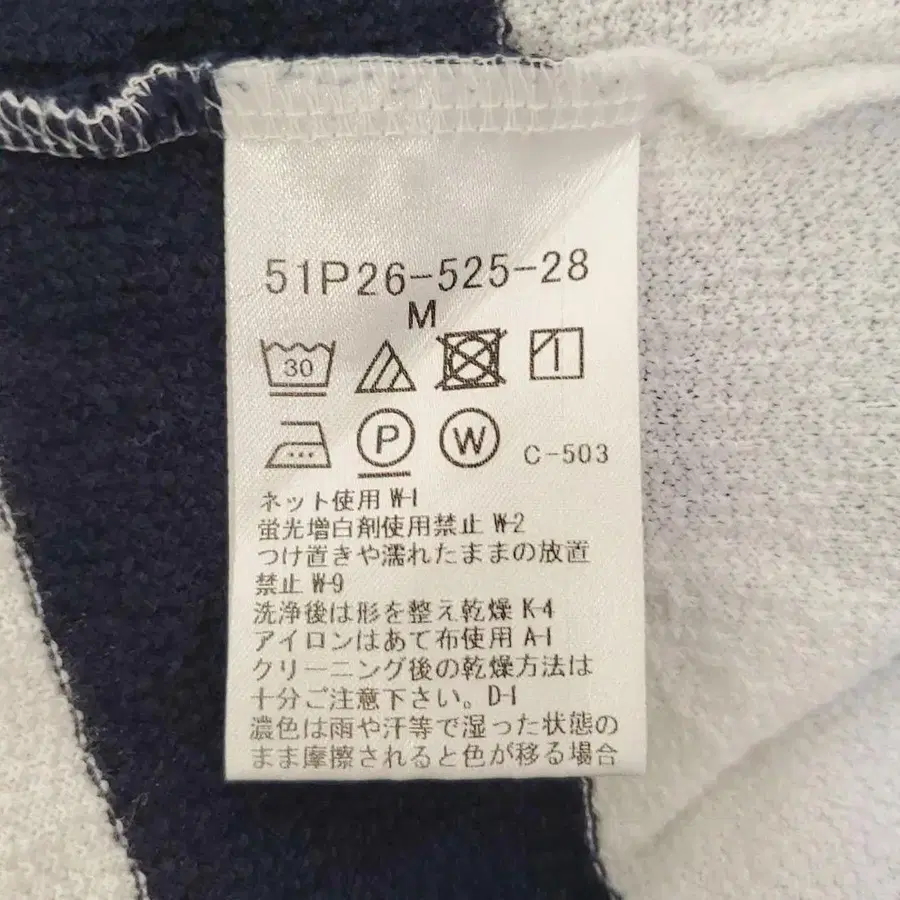 51P26-525-28
M
30
P W C-503
ネット使用 W-1
蛍光増白剤使用禁止 W-2
つけ置きや濡れたままの放置
禁止 W-9
洗浄後は形を整え乾燥 K-4
アイロンはあて布使用 A-1
クリーニング後の乾燥方法は
十分ご注意下さい。D-1
濃色は雨や汗等で湿った状態の
まま摩擦されると色が移る場合